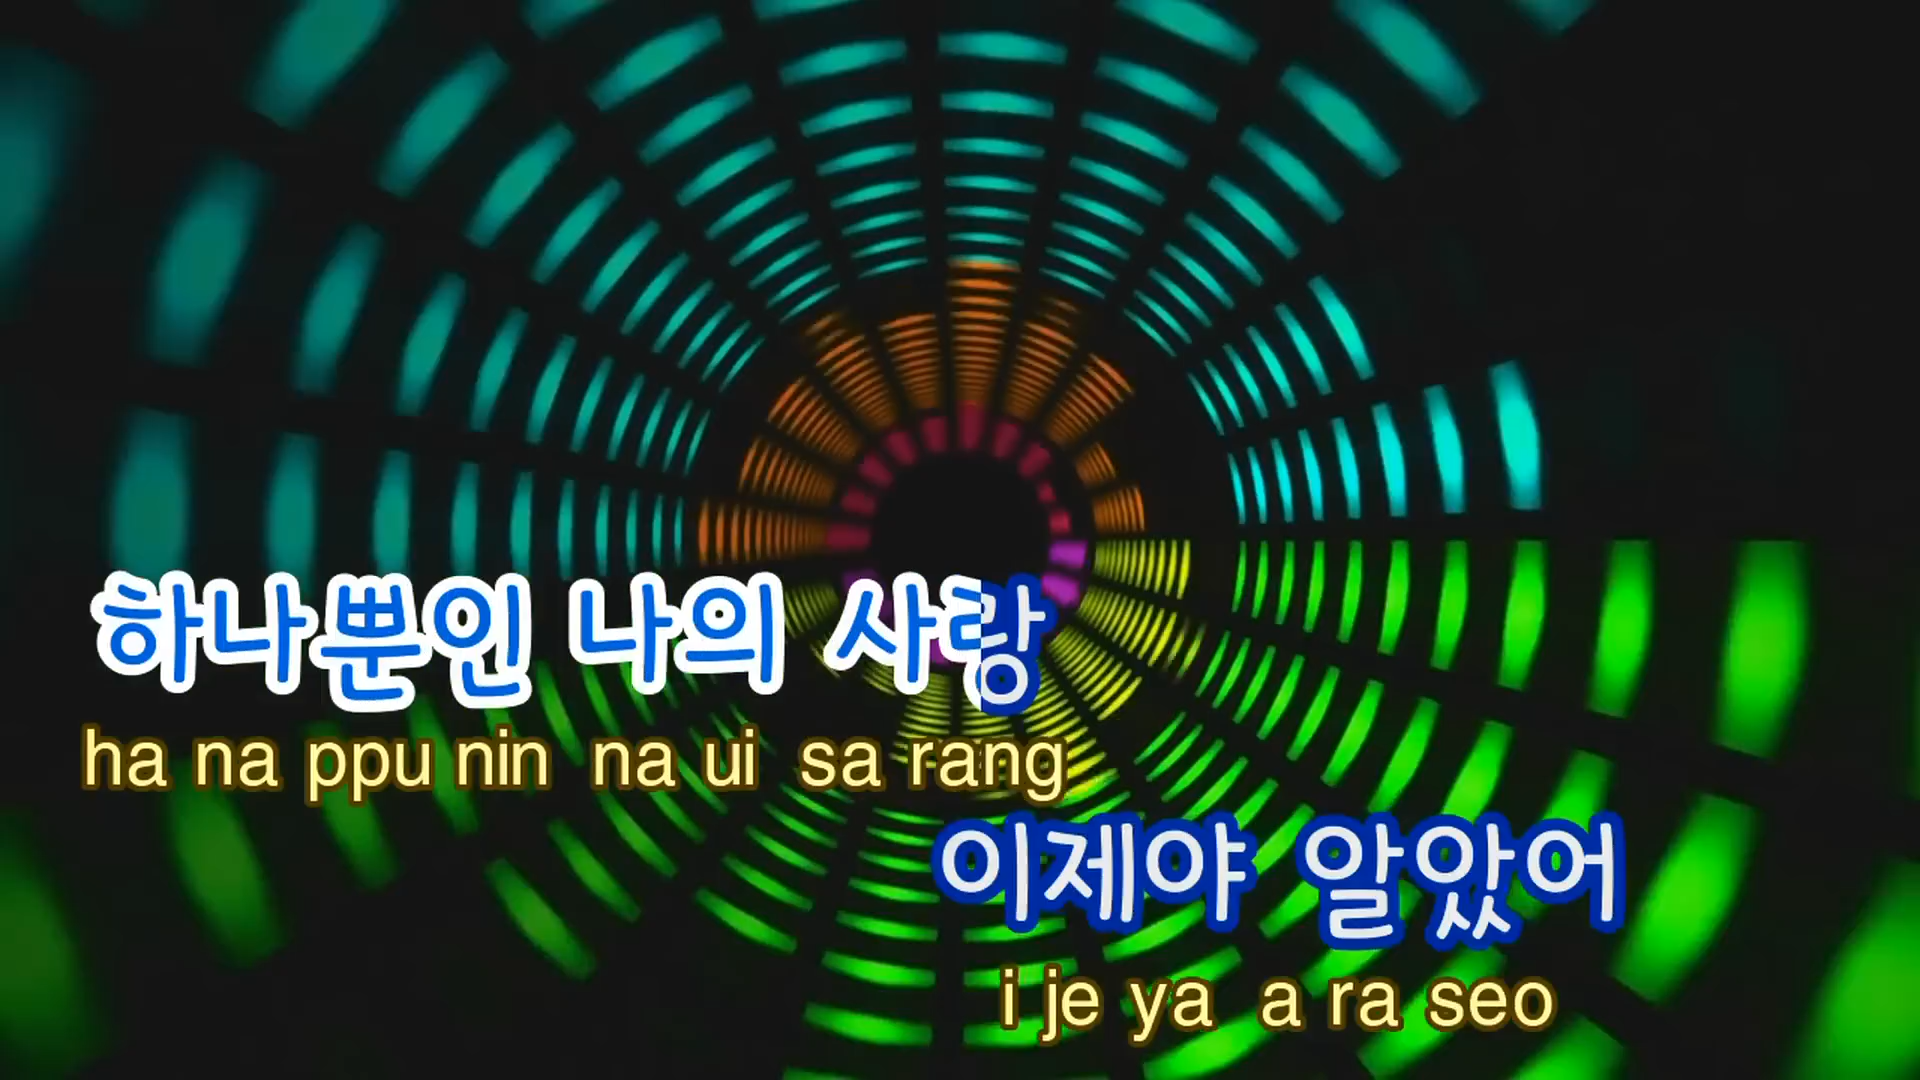 하나뿐인 나의 사랑
ha na ppu nin na ui sa rang
이제야 알았어
i je ya a ra seo